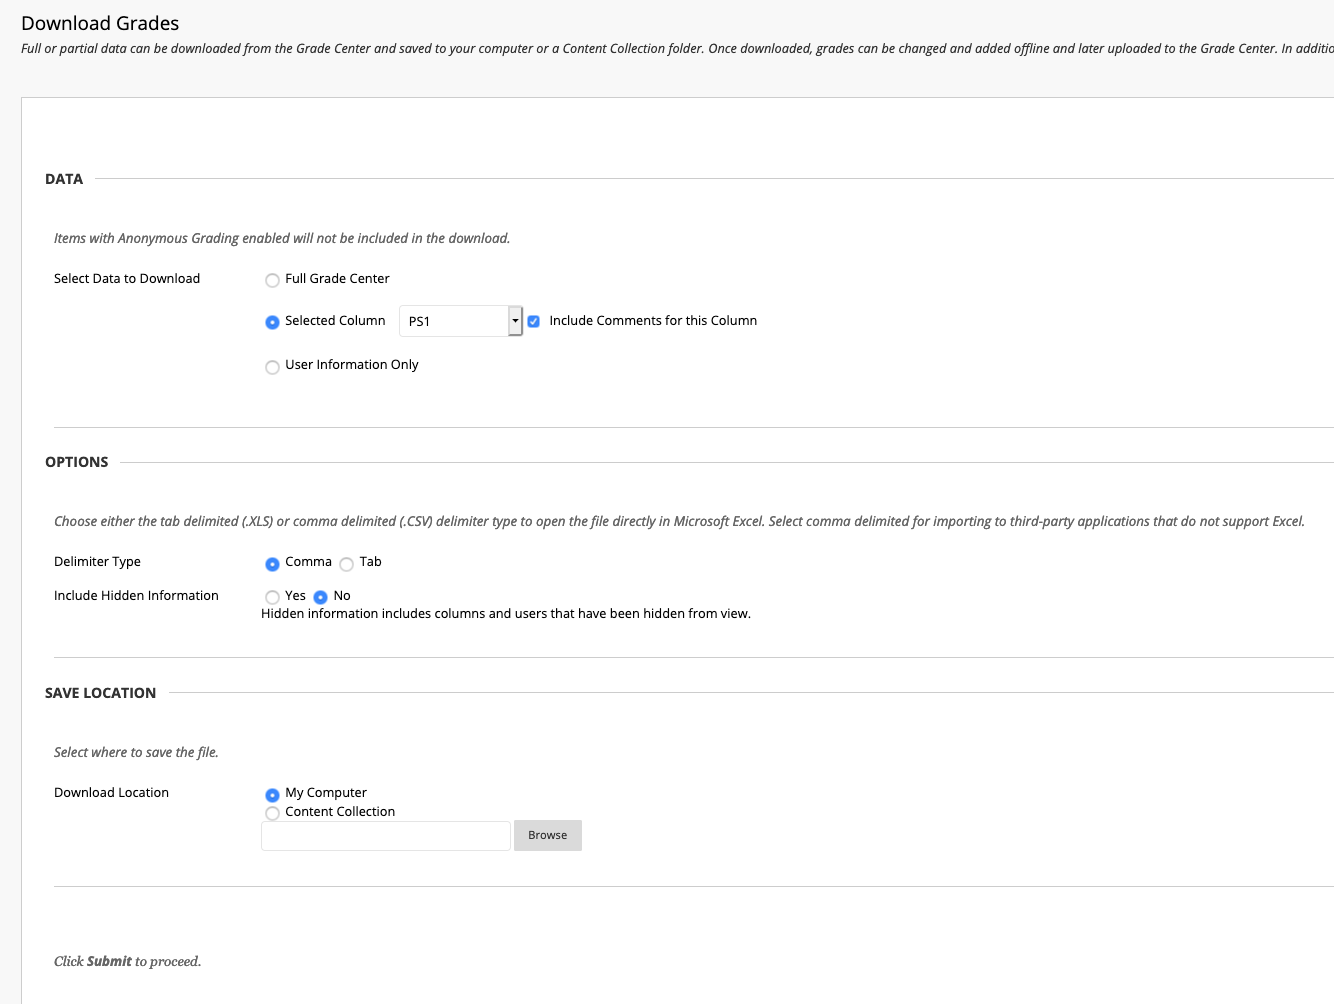 Download Grades
Full or partial data can be downloaded from the Grade Center and saved to your computer or a Content Collection folder. Once downloaded, grades can be changed and added offline and later uploaded to the Grade Center. In
DATA
Items with Anonymous Grading enabled will not be included in the download.
Select Data to Download
Full Grade Center
Selected Column PS1 Include Comments for this Column
User Information Only
OPTIONS
Choose either the tab delimited (.XLS) or comma delimited (.CSV) delimiter type to open the file directly in Microsoft Excel. Select comma delimited for importing to third-party applications that do not support Excel.
Delimiter Type Comma Tab
Include Hidden Information Yes No
Hidden information includes columns and users that have been hidden from view.
SAVE LOCATION
Select where to save the file.
Download Location My Computer
Content Collection
Browse
Click Submit to proceed.